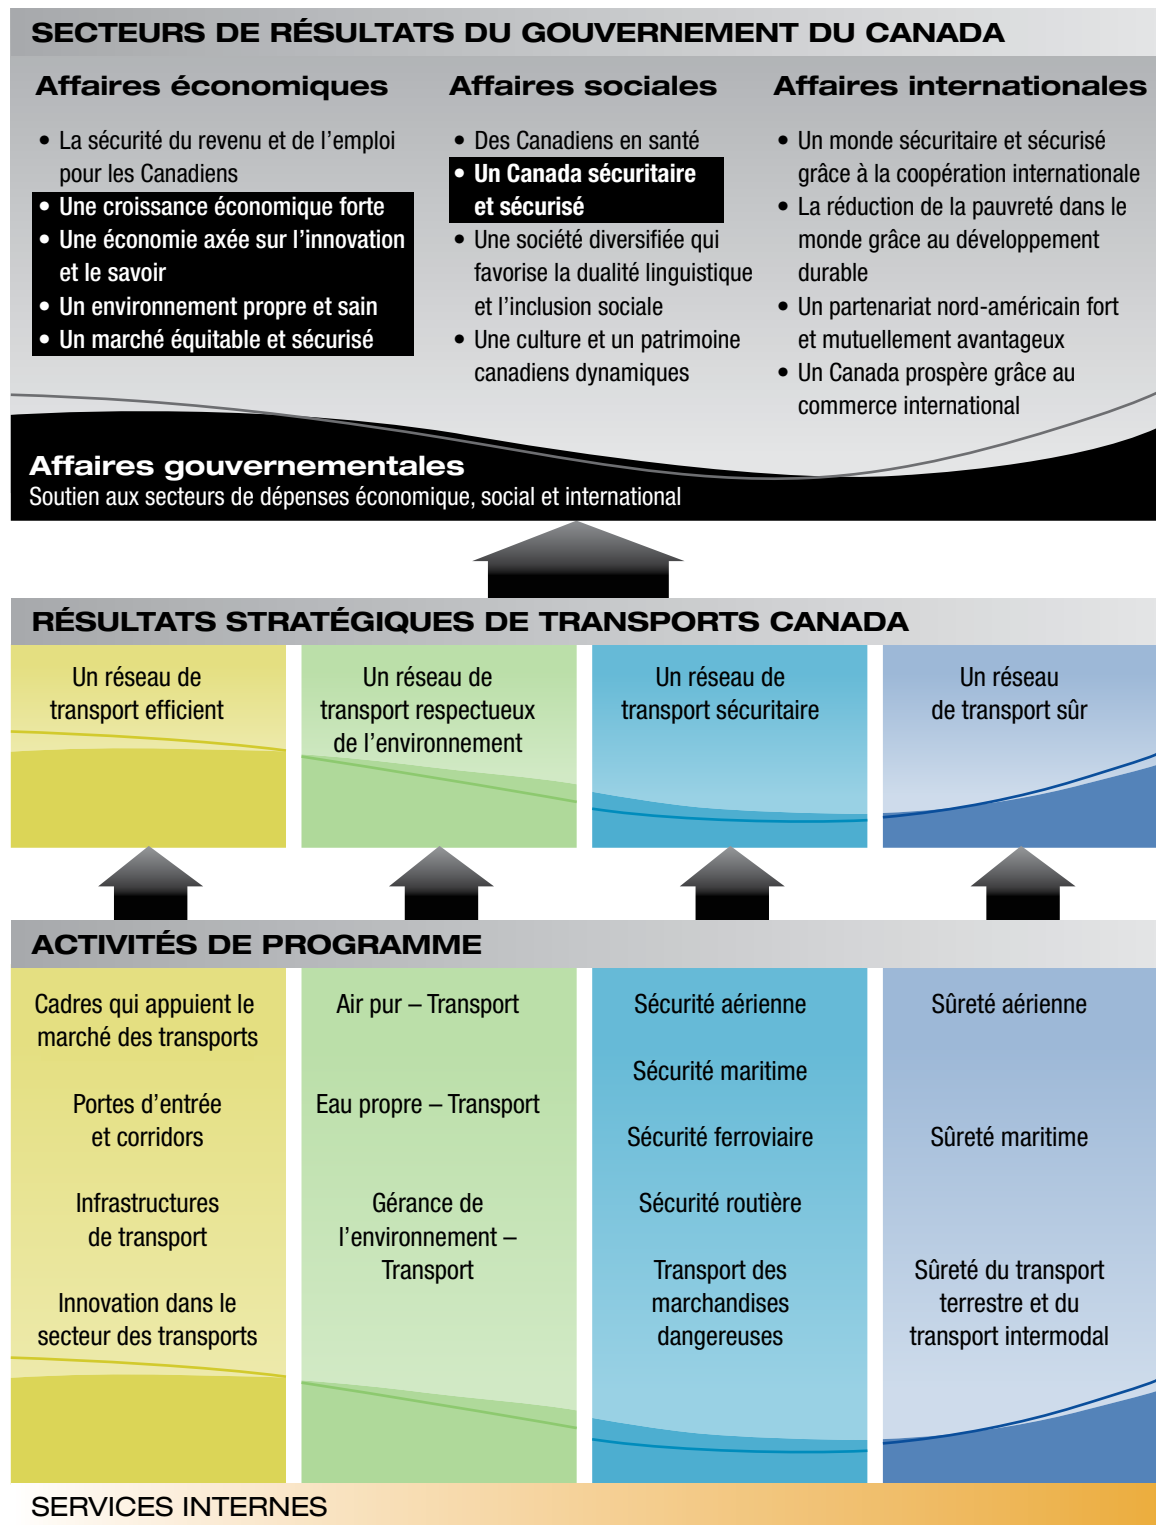 SECTEURS DE RÉSULTATS DU GOUVERNEMENT DU CANADA
Affaires économiques
• La sécurité du revenu et de l'emploi
pour les Canadiens
• Une croissance économique forte
• Une économie axée sur l'innovation
et le savoir
• Un environnement propre et sain
• Un marché équitable et sécurisé
Affaires sociales
• Des Canadiens en santé
• Un Canada sécuritaire
et sécurisé
• Une société diversifiée qui
favorise la dualité linguistique
et l'inclusion sociale
• Une culture et un patrimoine
canadiens dynamiques
Affaires internationales
• Un monde sécuritaire et sécurisé
grâce à la coopération internationale
• La réduction de la pauvreté dans le
monde grâce au développement
durable
• Un partenariat nord-américain fort
et mutuellement avantageux
• Un Canada prospère grâce au
commerce international
Affaires gouvernementales
Soutien aux secteurs de dépenses économique, social et international
RÉSULTATS STRATÉGIQUES DE TRANSPORTS CANADA
Un réseau de
transport efficient
Un réseau de
transport respectueux
de l'environnement
Un réseau de
transport sécuritaire
Un réseau
de transport sûr
ACTIVITÉS DE PROGRAMME
Cadres qui appuient le
marché des transports
Portes d'entrée
et corridors
Infrastructures
de transport
Innovation dans le
secteur des transports
Air pur – Transport
Eau propre – Transport
Gérance de
l'environnement –
Transport
Sécurité aérienne
Sécurité maritime
Sécurité ferroviaire
Sécurité routière
Transport des
marchandises
dangereuses
Sûreté aérienne
Sûreté maritime
Sûreté du transport
terrestre et du
transport intermodal
SERVICES INTERNES